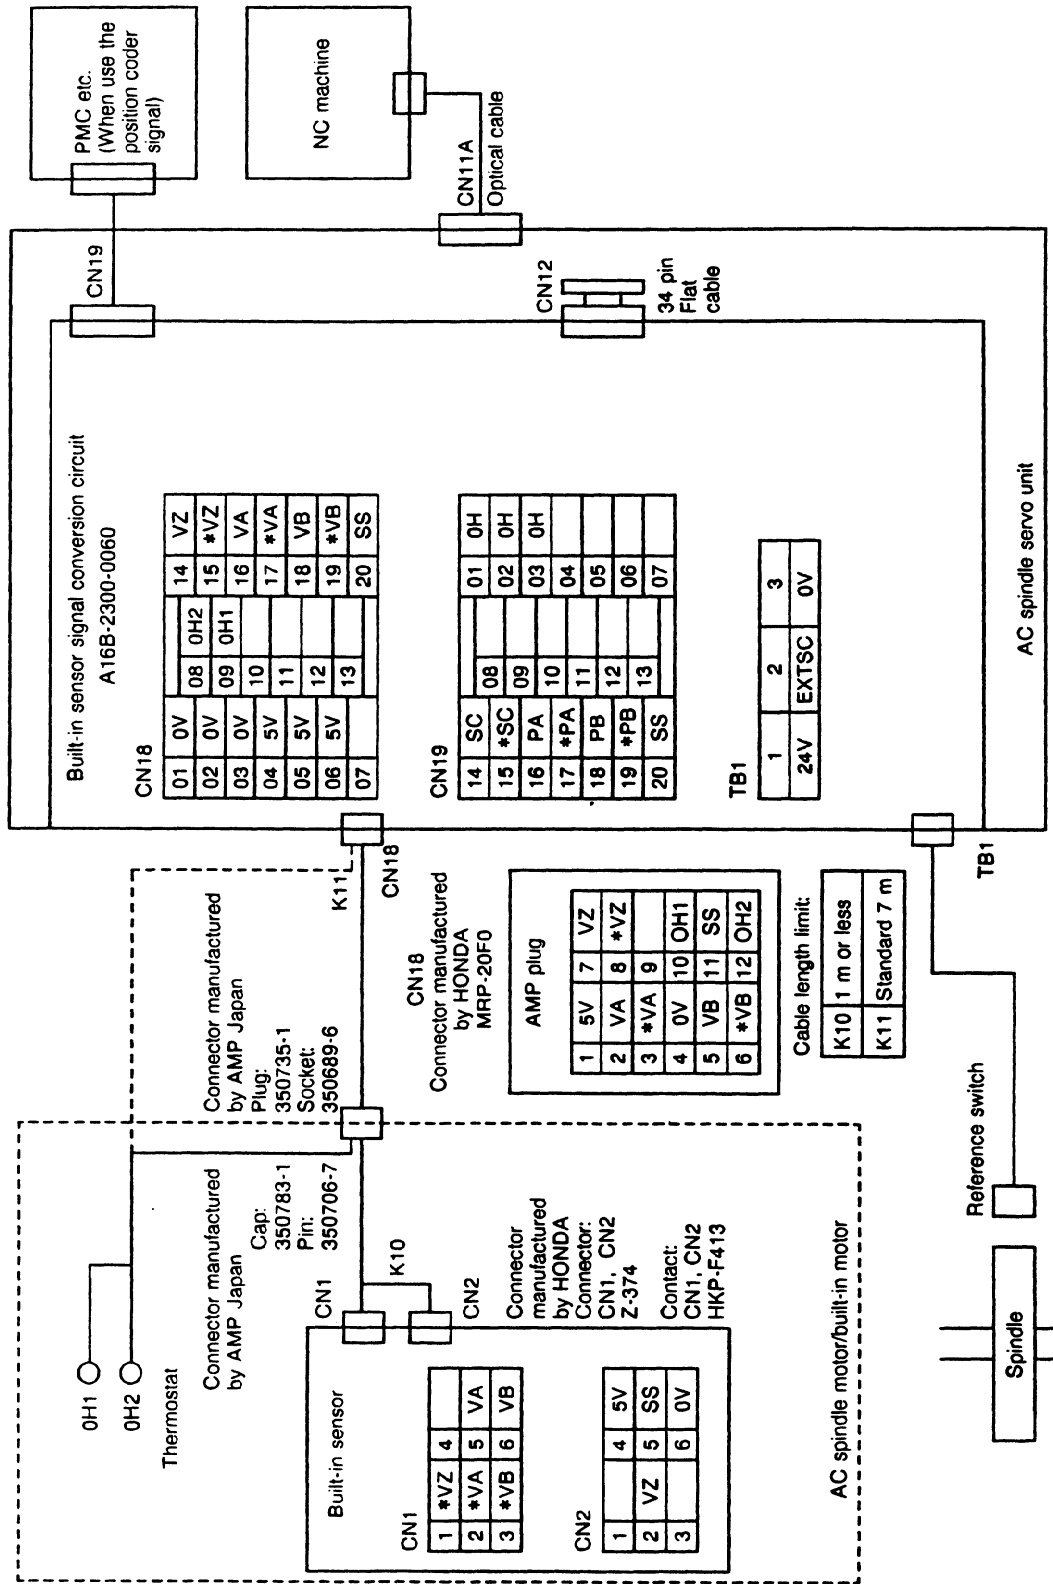 PMC etc.
(When use the
position coder
signal)
NC machine
CN19
CN11A
Optical cable
CN12
34 pin
Flat
cable
Built-in sensor signal conversion circuit
A16B-2300-0060
CN18
01 0V 14 VZ
08 0H2
02 0V 15 *VZ
09 0H1
03 0V 16 VA
10
04 5V 17 *VA
11
05 5V 18 VB
12
06 5V 19 *VB
13
07 20 SS
CN19
14 SC 01 0H
08
15 *SC 02 0H
09
16 PA 03 0H
10
17 *PA 04
11
18 PB 05
12
19 *PB 06
13
20 SS 07
TB1
1 2 3
24V EXTSC 0V
AC spindle servo unit
K11
CN18
TB1
Connector manufactured
by AMP Japan
Plug:
350735-1
Socket:
350689-6
CN18
Connector manufactured
by HONDA
MRP-20F0
AMP plug
1 5V 7 VZ
2 VA 8 *VZ
3 *VA 9
4 0V 10 OH1
5 VB 11 SS
6 *VB 12 OH2
Cable length limit:
K10 1 m or less
K11 Standard 7 m
0H1
0H2
Thermostat
Connector manufactured
by AMP Japan
Cap:
350783-1
Pin:
350706-7
CN1
K10
CN2
Connector
manufactured
by HONDA
Connector:
CN1, CN2
Z-374
Contact:
CN1, CN2
HKP-F413
Built-in sensor
CN1
1 *VZ 4
2 *VA 5 VA
3 *VB 6 VB
CN2
1 4 5V
2 VZ 5 SS
3 6 0V
AC spindle motor/built-in motor
Reference switch
Spindle